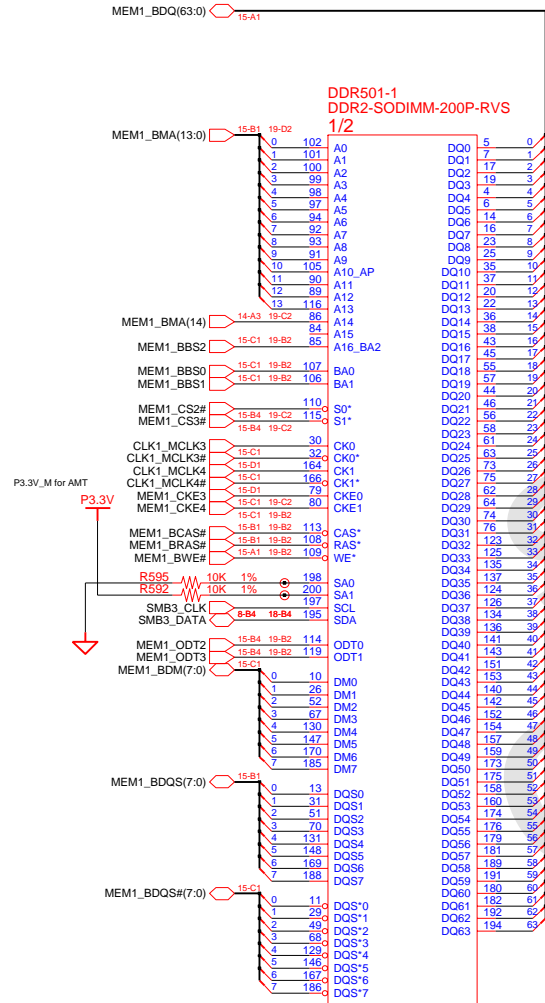 MEM1_BDQ(63:0) 15-A1
DDR501-1
DDR2-SODIMM-200P-RVS
1/2
MEM1_BMA(13:0) 15-B1 19-D2
0 102 A0 DQ0 5 0
1 101 A1 DQ1 7 1
2 100 A2 DQ2 17 2
3 99 A3 DQ3 19 3
4 98 A4 DQ4 4 4
5 97 A5 DQ5 6 5
6 94 A6 DQ6 14 6
7 92 A7 DQ7 16 7
8 93 A8 DQ8 23 8
9 91 A9 DQ9 25 9
10 105 A10_AP DQ10 35 10
11 90 A11 DQ11 37 11
12 89 A12 DQ12 20 12
13 116 A13 DQ13 22 13
MEM1_BMA(14) 14-A3 19-C2 86 A14 DQ14 36 14
84 A15 DQ15 38 15
MEM1_BBS2 15-C1 19-B2 85 A16_BA2 DQ16 43 16
DQ17 45 17
MEM1_BBS0 15-C1 19-B2 107 BA0 DQ18 55 18
MEM1_BBS1 15-C1 19-B2 106 BA1 DQ19 57 19
DQ20 44 20
MEM1_CS2# 15-C1 19-B2 110 S0* DQ21 46 21
MEM1_CS3# 15-B4 19-C2 115 S1* DQ22 56 22
15-B4 19-C2 DQ23 58 23
CLK1_MCLK3 30 CK0 DQ24 61 24
CLK1_MCLK3# 15-C1 32 CK0* DQ25 63 25
CLK1_MCLK4 15-D1 164 CK1 DQ26 73 26
CLK1_MCLK4# 15-C1 166 CK1* DQ27 75 27
MEM1_CKE3 15-D1 79 CKE0 DQ28 62 28
MEM1_CKE4 15-C1 19-C2 80 CKE1 DQ29 64 29
15-C1 19-B2 DQ30 74 30
MEM1_BCAS# 113 CAS* DQ31 76 31
MEM1_BRAS# 15-B1 19-B2 108 RAS* DQ32 123 32
MEM1_BWE# 15-A1 19-B2 109 WE* DQ33 125 33
P3.3V_M for AMT
P3.3V
DQ34 135 34
R595 10K 1% 198 SA0 DQ35 137 35
R592 10K 1% 200 SA1 DQ36 124 36
SMB3_CLK 197 SCL DQ37 126 37
SMB3_DATA 8-B4 18-B4 195 SDA DQ38 134 38
DQ39 136 39
MEM1_ODT2 15-B4 19-B2 114 ODT0 DQ40 141 40
MEM1_ODT3 15-B4 19-B2 119 ODT1 DQ41 143 41
MEM1_BDM(7:0) 15-C1 DQ42 151 42
0 10 DM0 DQ43 153 43
1 26 DM1 DQ44 140 44
2 52 DM2 DQ45 142 45
3 67 DM3 DQ46 152 46
4 130 DM4 DQ47 154 47
5 147 DM5 DQ48 157 48
6 170 DM6 DQ49 159 49
7 185 DM7 DQ50 173 50
MEM1_BDQS(7:0) 15-B1 DQ51 175 51
0 13 DQS0 DQ52 158 52
1 31 DQS1 DQ53 160 53
2 51 DQS2 DQ54 174 54
3 70 DQS3 DQ55 176 55
4 131 DQS4 DQ56 179 56
5 148 DQS5 DQ57 181 57
6 169 DQS6 DQ58 189 58
7 188 DQS7 DQ59 191 59
MEM1_BDQS#(7:0) 15-C1 DQ60 180 60
0 11 DQS*0 DQ61 182 61
1 29 DQS*1 DQ62 192 62
2 49 DQS*2 DQ63 194 63
3 68 DQS*3
4 129 DQS*4
5 146 DQS*5
6 167 DQS*6
7 186 DQS*7